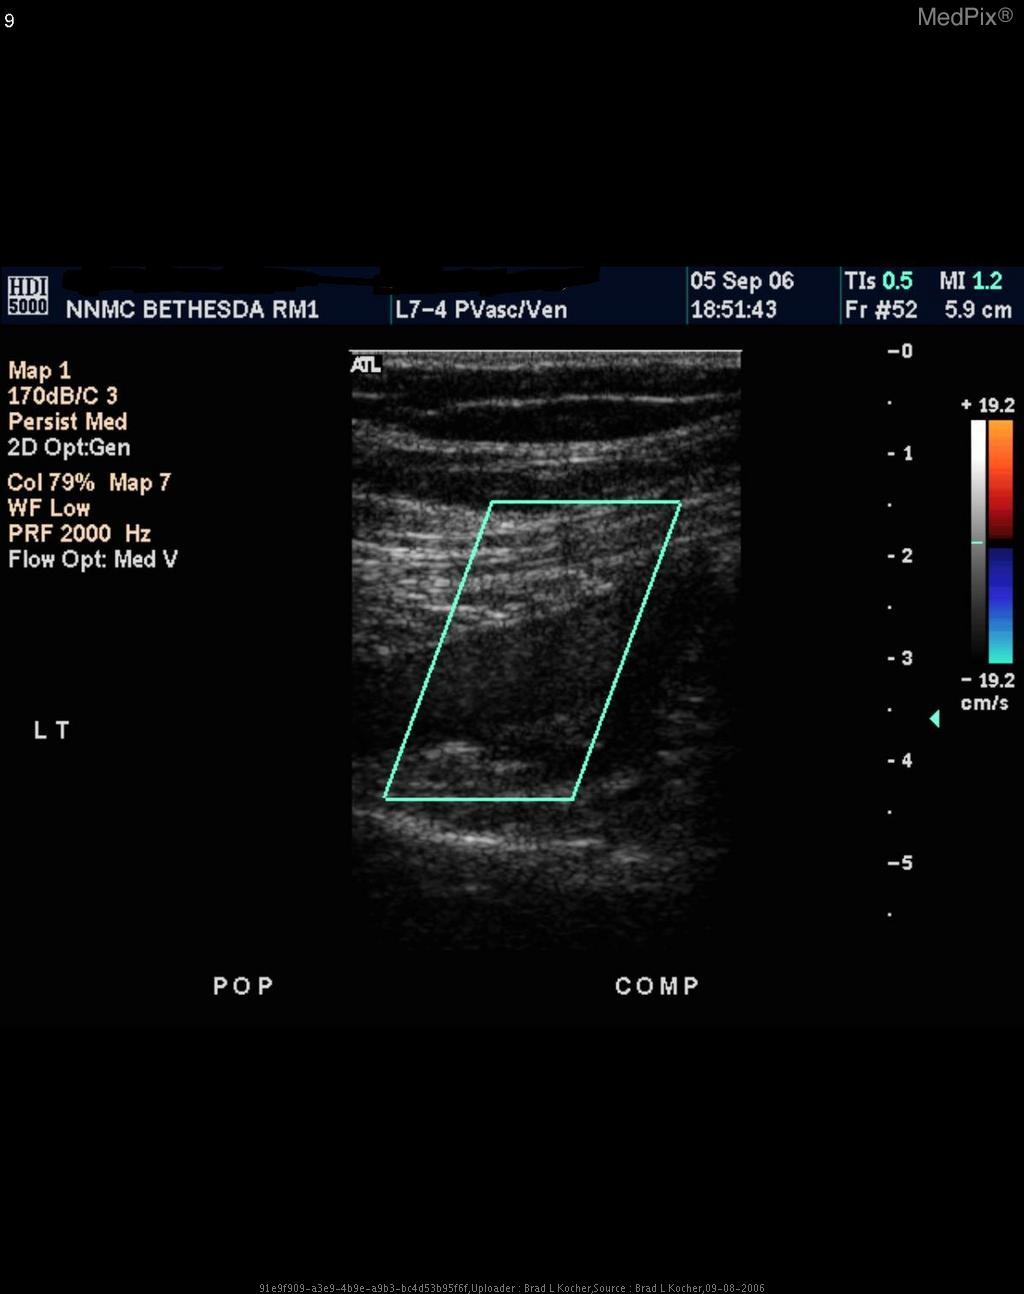 9
MedPix®
HDI 5000
NNMC BETHESDA RM1
L7-4 PVasc/Ven
05 Sep 06
18:51:43
TIs 0.5 MI 1.2
Fr #52 5.9 cm
ATL
Map 1
170dB/C 3
Persist Med
2D Opt:Gen
Col 79% Map 7
WF Low
PRF 2000 Hz
Flow Opt: Med V
-0
- 1
- 2
- 3
- 4
-5
+ 19.2
- 19.2
cm/s
LT
POP COMP
91e9f909-a3e9-4b9e-a9b3-bc4d53b95f6f,Uploader : Brad L Kocher,Source : Brad L Kocher,09-08-2006